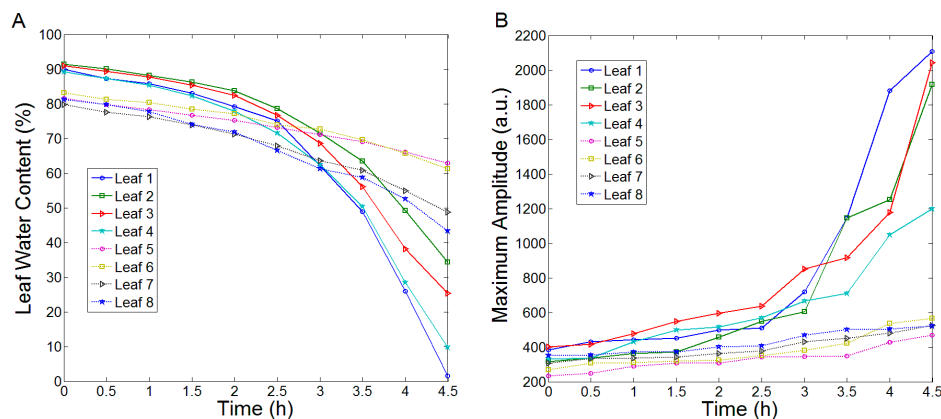 A
Leaf Water Content (%)
100
90
80
70
60
50
40
30
20
10
0
Leaf 1
Leaf 2
Leaf 3
Leaf 4
Leaf 5
Leaf 6
Leaf 7
Leaf 8
0 0.5 1 1.5 2 2.5 3 3.5 4 4.5
Time (h)
B
Maximum Amplitude (a.u.)
2200
2000
1800
1600
1400
1200
1000
800
600
400
200
Leaf 1
Leaf 2
Leaf 3
Leaf 4
Leaf 5
Leaf 6
Leaf 7
Leaf 8
0 0.5 1 1.5 2 2.5 3 3.5 4 4.5
Time (h)